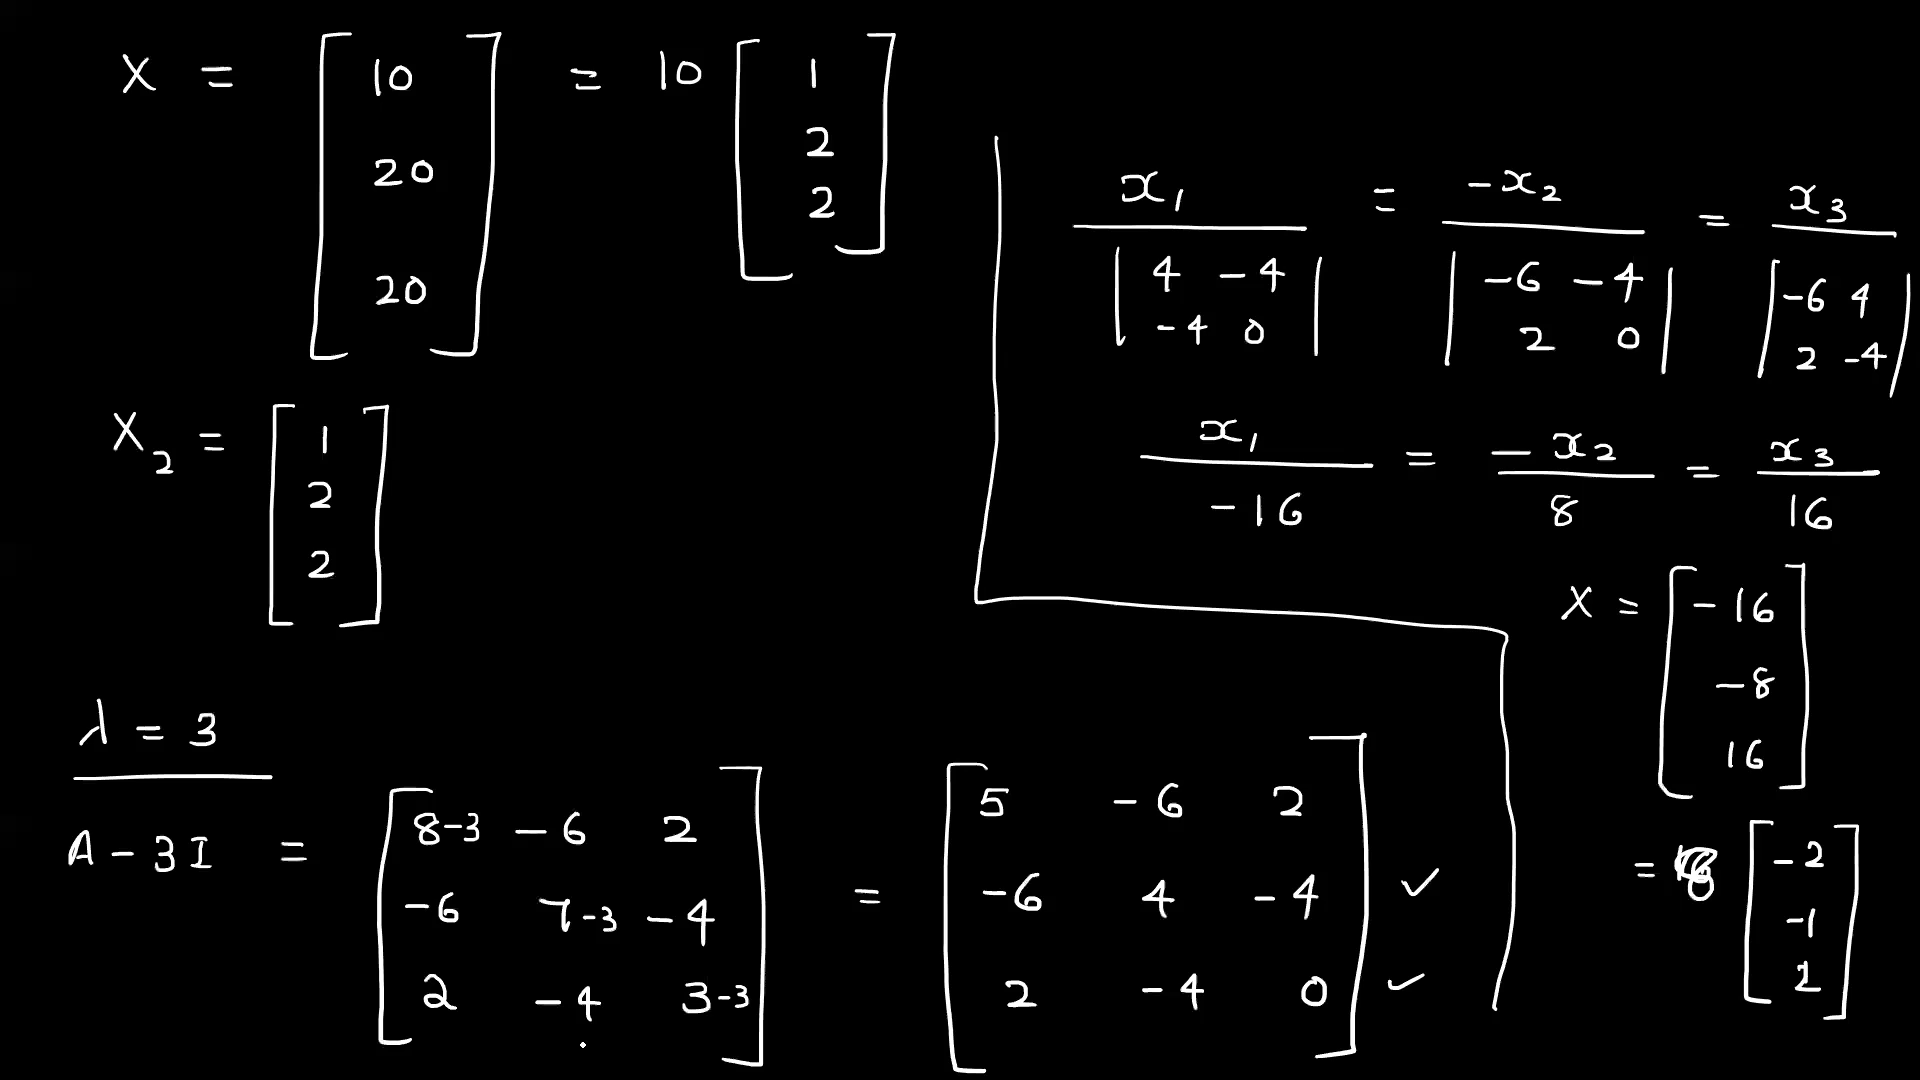 X = [10 20 20] = 10 [1 2 2]
X₂ = [1 2 2]
x₁ / |4 -4; -4 0| = -x₂ / |-6 -4; 2 0| = x₃ / |-6 4; 2 -4|
x₁ / -16 = -x₂ / 8 = x₃ / 16
X = [-16 -8 16]
= 8 [-2 -1 2]
λ = 3
A - 3I = [8-3 -6 2; -6 7-3 -4; 2 -4 3-3] = [5 -6 2; -6 4 -4 ✓; 2 -4 0 ✓]